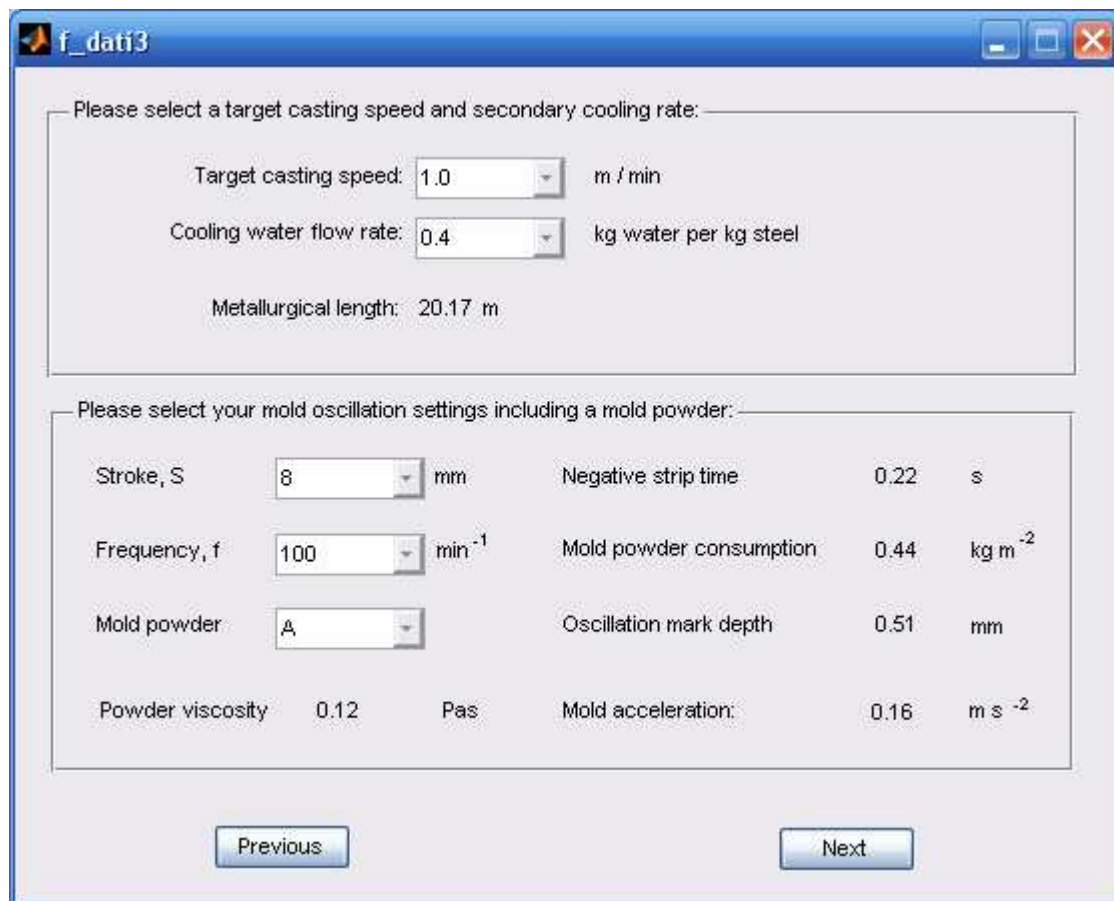 f_dati3
Please select a target casting speed and secondary cooling rate:
Target casting speed: 1.0 m / min
Cooling water flow rate: 0.4 kg water per kg steel
Metallurgical length: 20.17 m
Please select your mold oscillation settings including a mold powder:
Stroke, S 8 mm Negative strip time 0.22 s
Frequency, f 100 min⁻¹ Mold powder consumption 0.44 kg m⁻²
Mold powder A Oscillation mark depth 0.51 mm
Powder viscosity 0.12 Pas Mold acceleration: 0.16 m s ⁻²
Previous Next